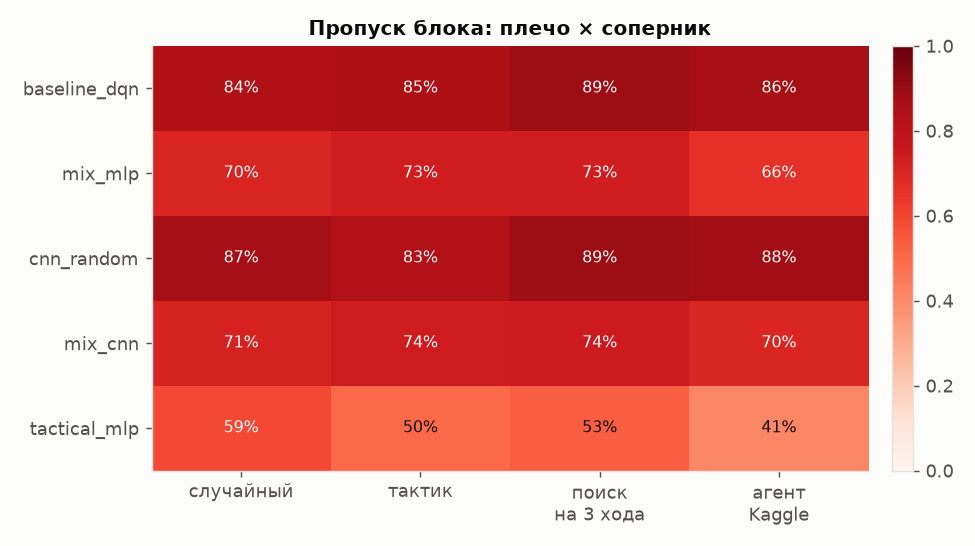 Пропуск блока: плечо × соперник
baseline_dqn 84% 85% 89% 86%
mix_mlp 70% 73% 73% 66%
cnn_random 87% 83% 89% 88%
mix_cnn 71% 74% 74% 70%
tactical_mlp 59% 50% 53% 41%
случайный тактик поиск на 3 хода агент Kaggle
1.0
0.8
0.6
0.4
0.2
0.0